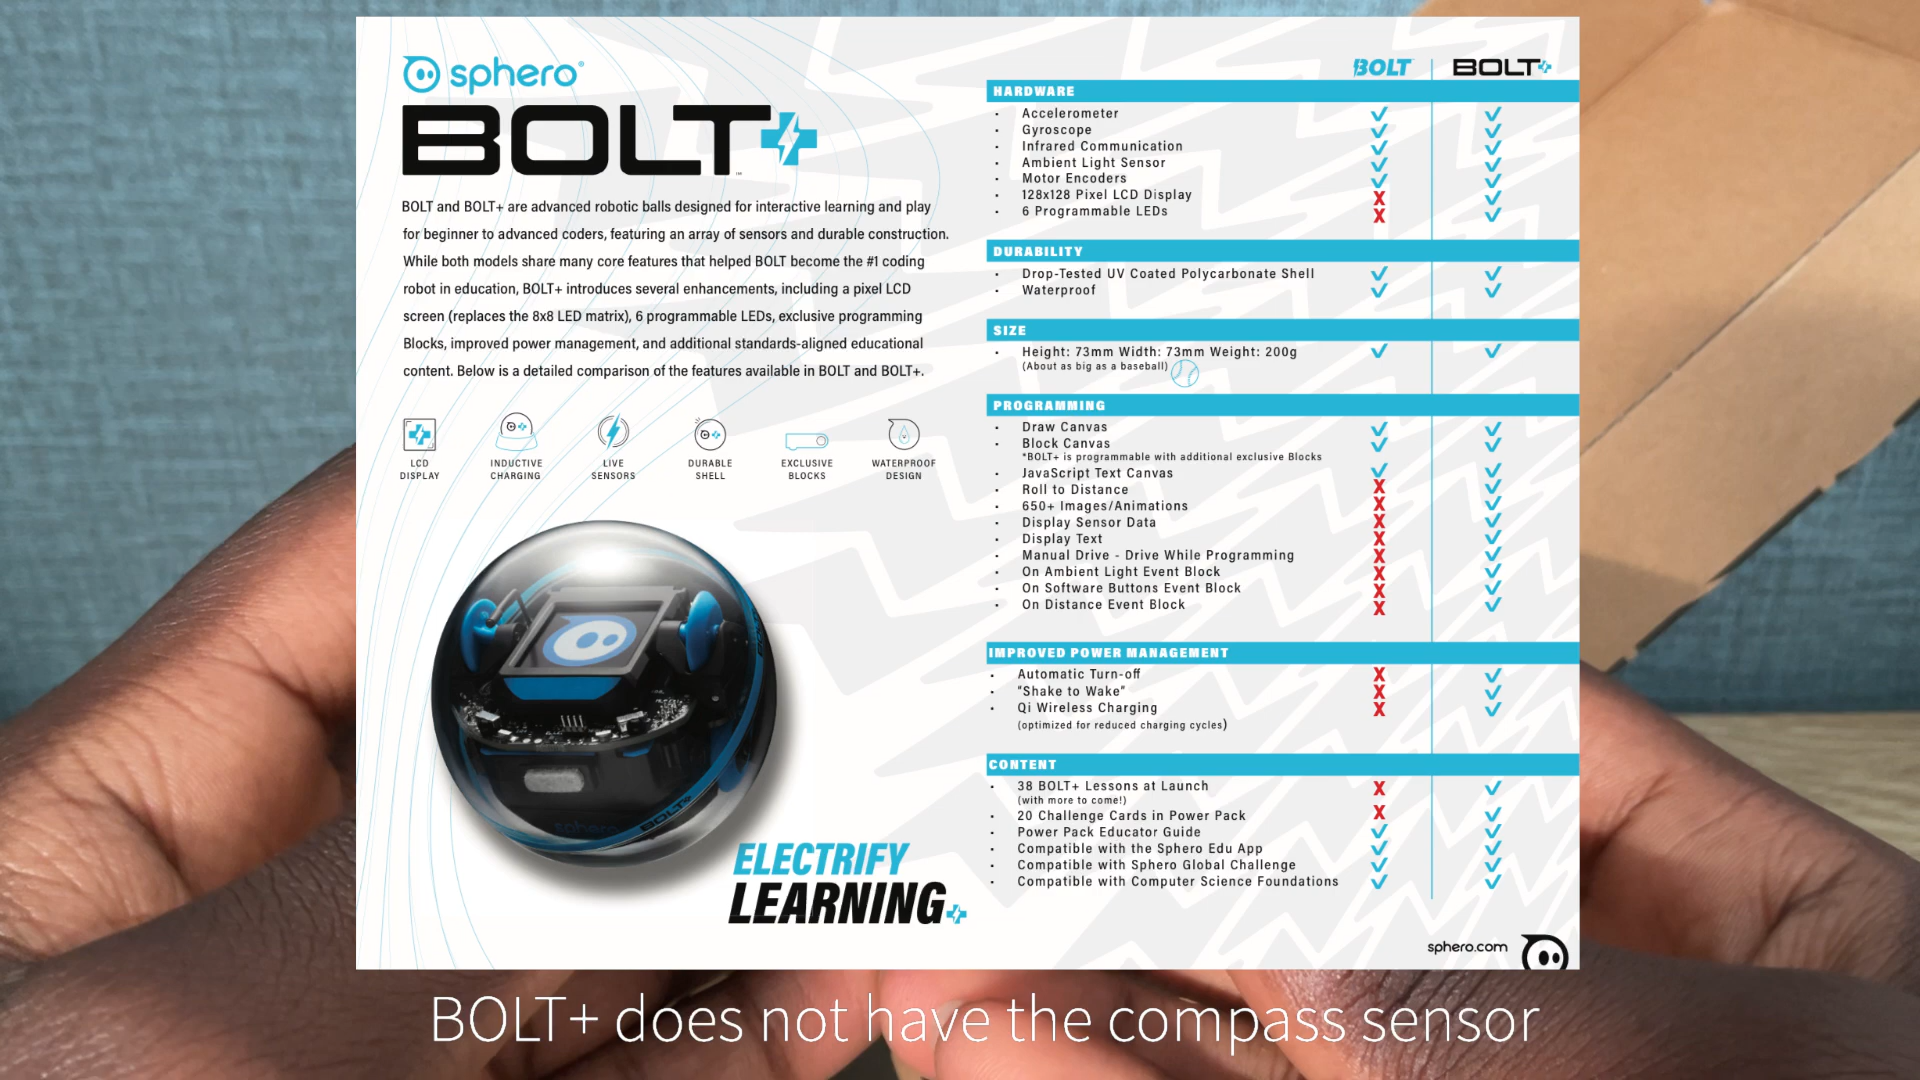 sphero
BOLT+
BOLT and BOLT+ are advanced robotic balls designed for interactive learning and play
for beginner to advanced coders, featuring an array of sensors and durable construction.
While both models share many core features that helped BOLT become the #1 coding
robot in education, BOLT+ introduces several enhancements, including a pixel LCD
screen (replaces the 8x8 LED matrix), 6 programmable LEDs, exclusive programming
Blocks, improved power management, and additional standards-aligned educational
content. Below is a detailed comparison of the features available in BOLT and BOLT+.
LCD DISPLAY
INDUCTIVE CHARGING
LIVE SENSORS
DURABLE SHELL
EXCLUSIVE BLOCKS
WATERPROOF DESIGN
sphero BOLT+
ELECTRIFY
LEARNING+
BOLT BOLT+
HARDWARE
Accelerometer
Gyroscope
Infrared Communication
Ambient Light Sensor
Motor Encoders
128x128 Pixel LCD Display X
6 Programmable LEDs X
DURABILITY
Drop-Tested UV Coated Polycarbonate Shell
Waterproof
SIZE
Height: 73mm Width: 73mm Weight: 200g
(About as big as a baseball)
PROGRAMMING
Draw Canvas
Block Canvas
*BOLT+ is programmable with additional exclusive Blocks
JavaScript Text Canvas
Roll to Distance X
650+ Images/Animations X
Display Sensor Data X
Display Text X
Manual Drive - Drive While Programming X
On Ambient Light Event Block X
On Software Buttons Event Block X
On Distance Event Block X
IMPROVED POWER MANAGEMENT
Automatic Turn-off X
"Shake to Wake" X
Qi Wireless Charging X
(optimized for reduced charging cycles)
CONTENT
38 BOLT+ Lessons at Launch X
(with more to come!)
20 Challenge Cards in Power Pack X
Power Pack Educator Guide
Compatible with the Sphero Edu App
Compatible with Sphero Global Challenge
Compatible with Computer Science Foundations
sphero.com
BOLT+ does not have the compass sensor